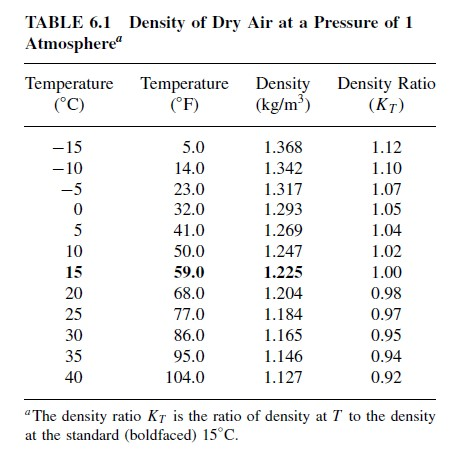 TABLE 6.1 Density of Dry Air at a Pressure of 1
Atmosphereᵃ
Temperature Temperature Density Density Ratio
(°C) (°F) (kg/m³) (K_T)
−15 5.0 1.368 1.12
−10 14.0 1.342 1.10
−5 23.0 1.317 1.07
0 32.0 1.293 1.05
5 41.0 1.269 1.04
10 50.0 1.247 1.02
15 59.0 1.225 1.00
20 68.0 1.204 0.98
25 77.0 1.184 0.97
30 86.0 1.165 0.95
35 95.0 1.146 0.94
40 104.0 1.127 0.92
ᵃThe density ratio K_T is the ratio of density at T to the density
at the standard (boldfaced) 15°C.